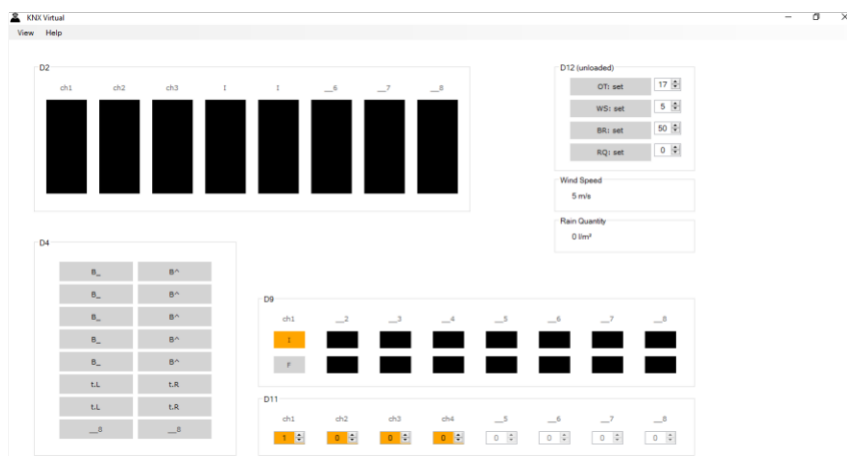 KNX Virtual
View Help
D2
ch1 ch2 ch3 I I __6 __7 __8
D12 (unloaded)
OT: set 17
WS: set 5
BR: set 50
RQ: set 0
Wind Speed
5 m/s
Rain Quantity
0 l/m²
D4
B_ B^
B_ B^
B_ B^
B_ B^
B_ B^
t.L t.R
t.L t.R
__8 __8
D9
ch1 __2 __3 __4 __5 __6 __7 __8
I
F
D11
ch1 ch2 ch3 ch4 __5 __6 __7 __8
1 0 0 0 0 0 0 0